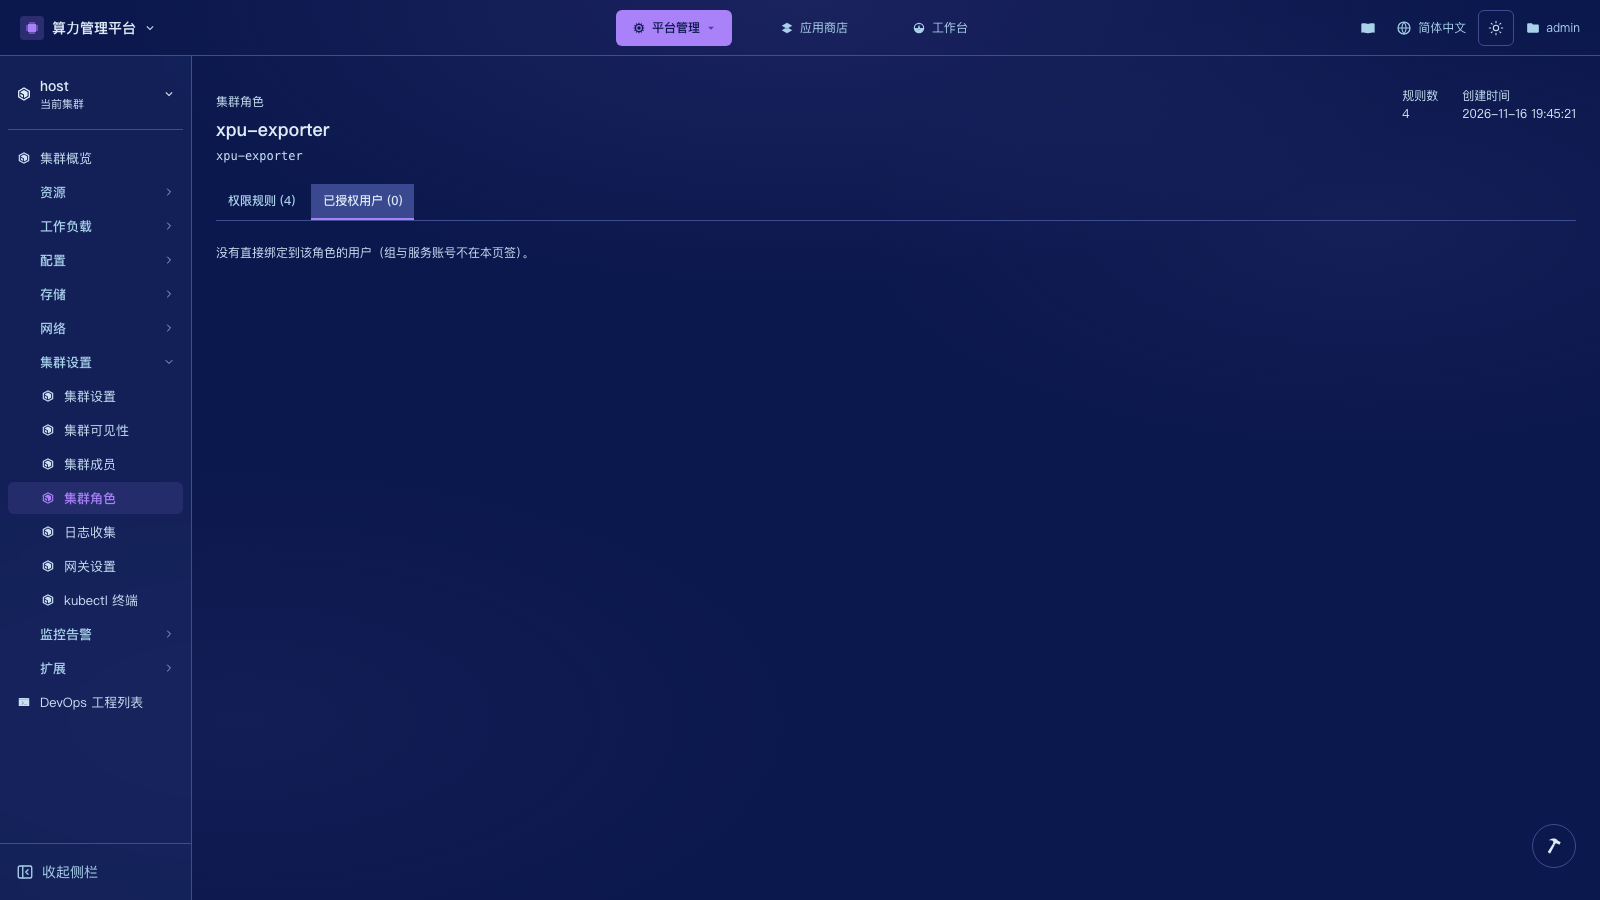 算力管理平台
平台管理
应用商店
工作台
简体中文
admin
host
当前集群
集群概览
资源
工作负载
配置
存储
网络
集群设置
集群设置
集群可见性
集群成员
集群角色
日志收集
网关设置
kubectl 终端
监控告警
扩展
DevOps 工程列表
收起侧栏
集群角色
xpu-exporter
xpu-exporter
规则数
4
创建时间
2026-11-16 19:45:21
权限规则 (4)
已授权用户 (0)
没有直接绑定到该角色的用户（组与服务账号不在本页签）。